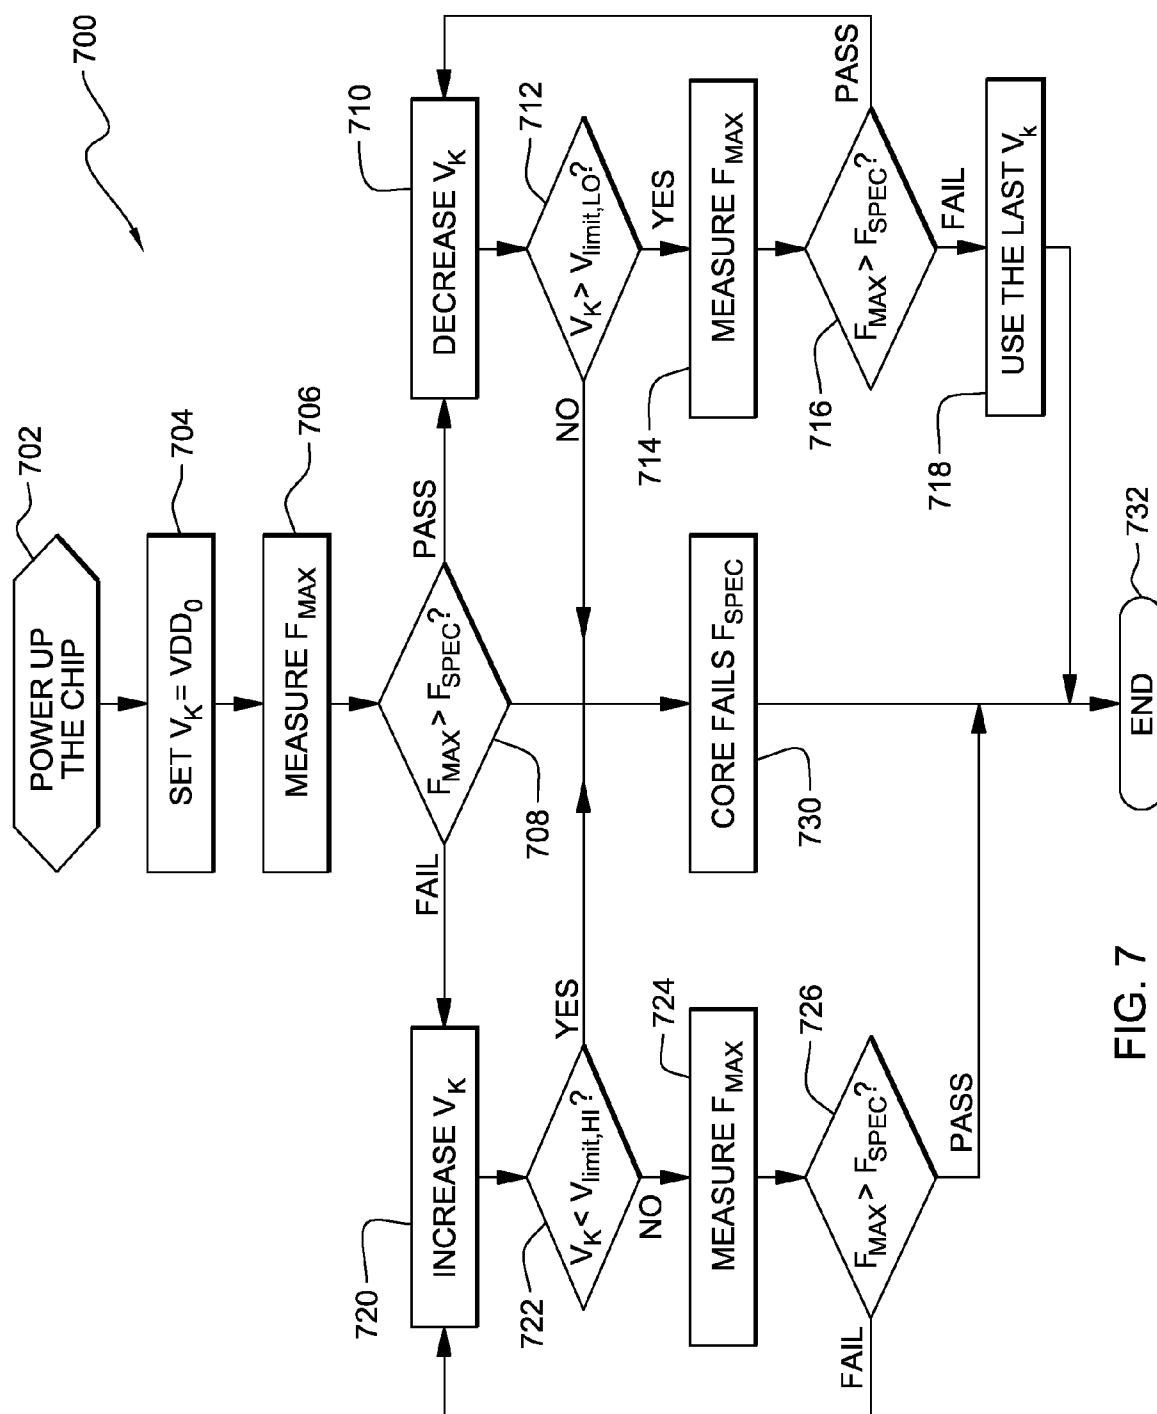 700
702
POWER UP
THE CHIP
704
SET V_K = VDD_0
706
MEASURE F_MAX
708
F_MAX > F_SPEC?
FAIL
PASS
720
INCREASE V_K
710
DECREASE V_K
722
V_K < V_limit,HI?
YES
NO
712
V_K > V_limit,LO?
NO
YES
724
MEASURE F_MAX
730
CORE FAILS F_SPEC
714
MEASURE F_MAX
726
F_MAX > F_SPEC?
FAIL
PASS
716
F_MAX > F_SPEC?
PASS
FAIL
718
USE THE LAST V_k
732
END
FIG. 7